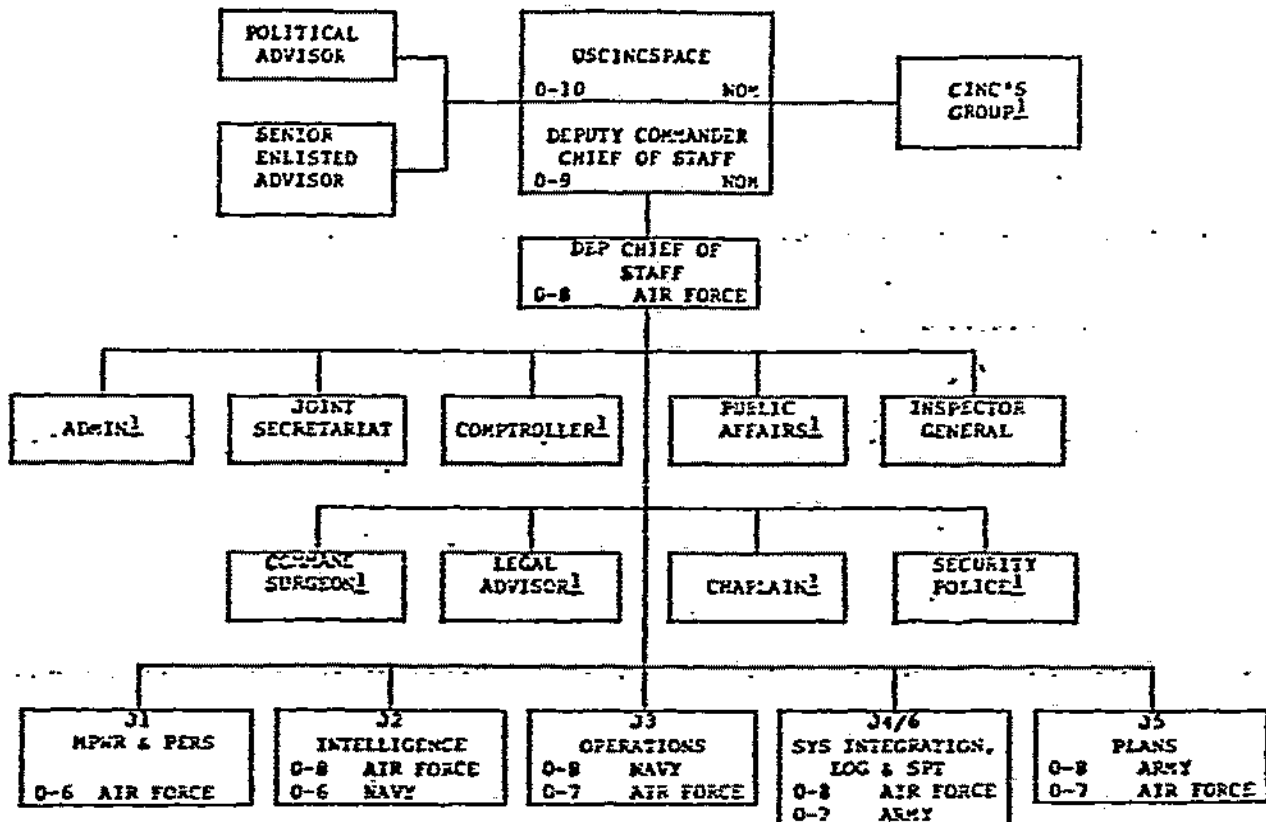 POLITICAL
ADVISOR
USCINCSPACE
O-10 NOM
CINC'S
GROUP1
SENIOR
ENLISTED
ADVISOR
DEPUTY COMMANDER
CHIEF OF STAFF
O-9 NOM
DEP CHIEF OF
STAFF
O-8 AIR FORCE
ADMIN1
JOINT
SECRETARIAT
COMPTROLLER1
PUBLIC
AFFAIRS1
INSPECTOR
GENERAL
COMMAND
SURGEON1
LEGAL
ADVISOR1
CHAPLAIN1
SECURITY
POLICE1
J1
MPWR & PERS
O-6 AIR FORCE
J2
INTELLIGENCE
O-8 AIR FORCE
O-6 NAVY
J3
OPERATIONS
O-8 NAVY
O-7 AIR FORCE
J4/6
SYS INTEGRATION,
LOG & SPT
O-8 AIR FORCE
O-7 ARMY
J5
PLANS
O-8 ARMY
O-7 AIR FORCE